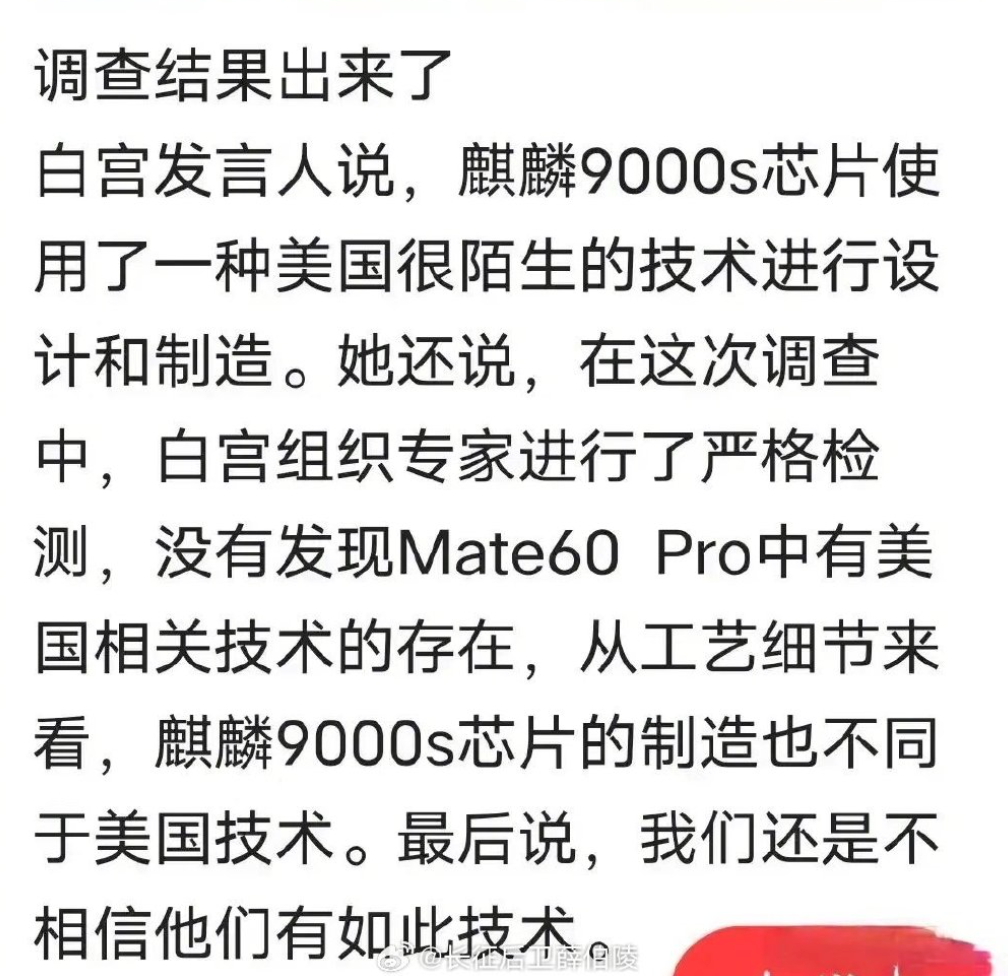 调查结果出来了
白宫发言人说，麒麟9000s芯片使
用了一种美国很陌生的技术进行设
计和制造。她还说，在这次调查
中，白宫组织专家进行了严格检
测，没有发现Mate60 Pro中有美
国相关技术的存在，从工艺细节来
看，麒麟9000s芯片的制造也不同
于美国技术。最后说，我们还是不
相信他们有如此技术。
@长征后卫薛伯陵